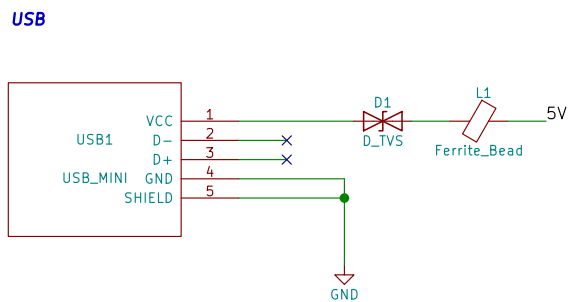 USB
USB1
USB_MINI
VCC 1
D- 2
D+ 3
GND 4
SHIELD 5
D1
D_TVS
L1
Ferrite_Bead
5V
GND